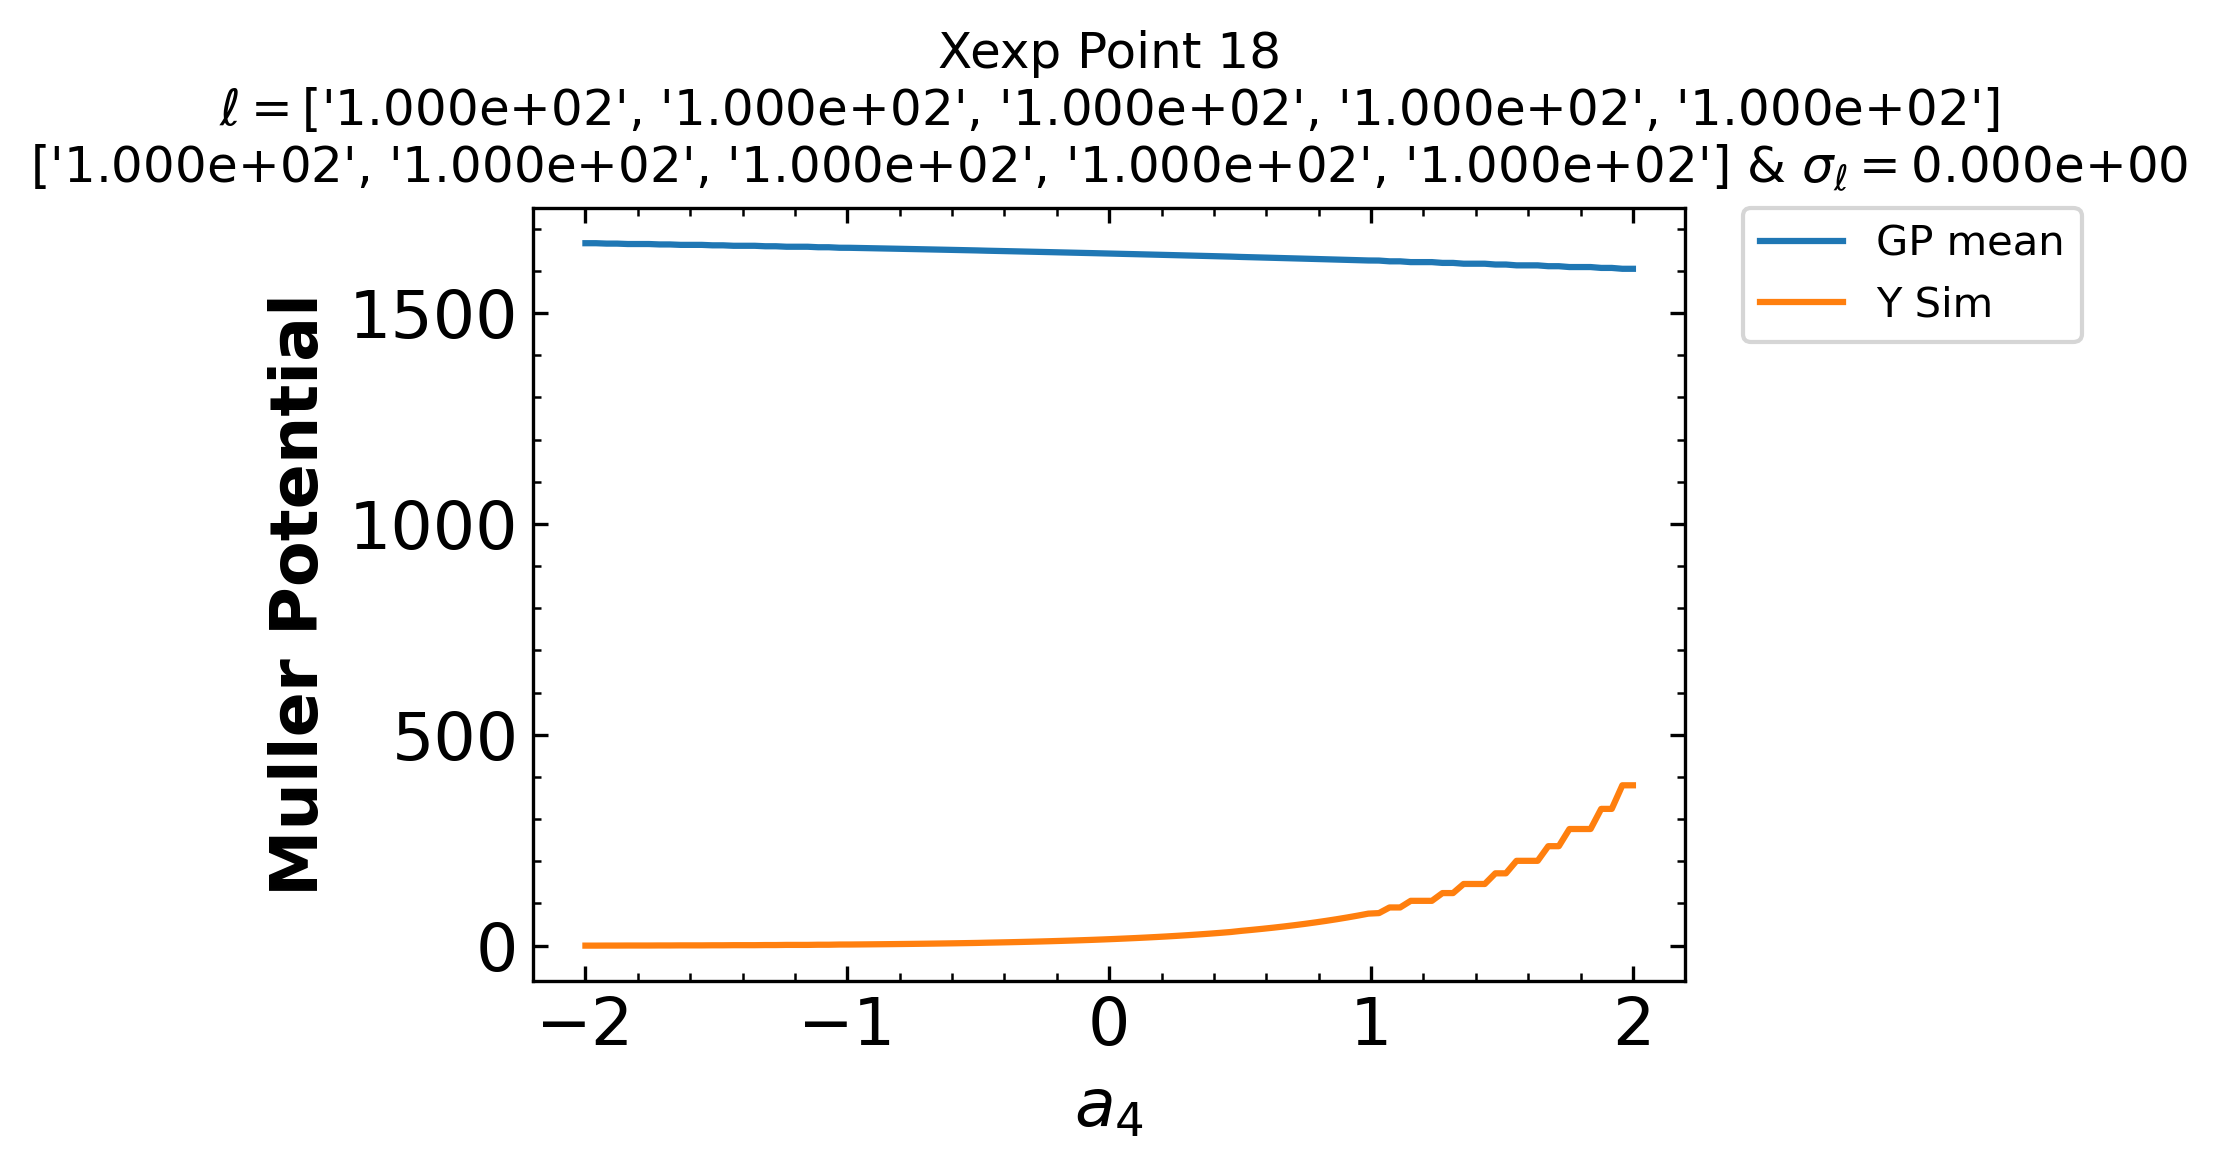 Xexp Point 18
ℓ = ['1.000e+02', '1.000e+02', '1.000e+02', '1.000e+02', '1.000e+02']
['1.000e+02', '1.000e+02', '1.000e+02', '1.000e+02', '1.000e+02'] & σℓ = 0.000e+00
GP mean
Y Sim
Muller Potential
1500
1000
500
0
−2 −1 0 1 2
a₄